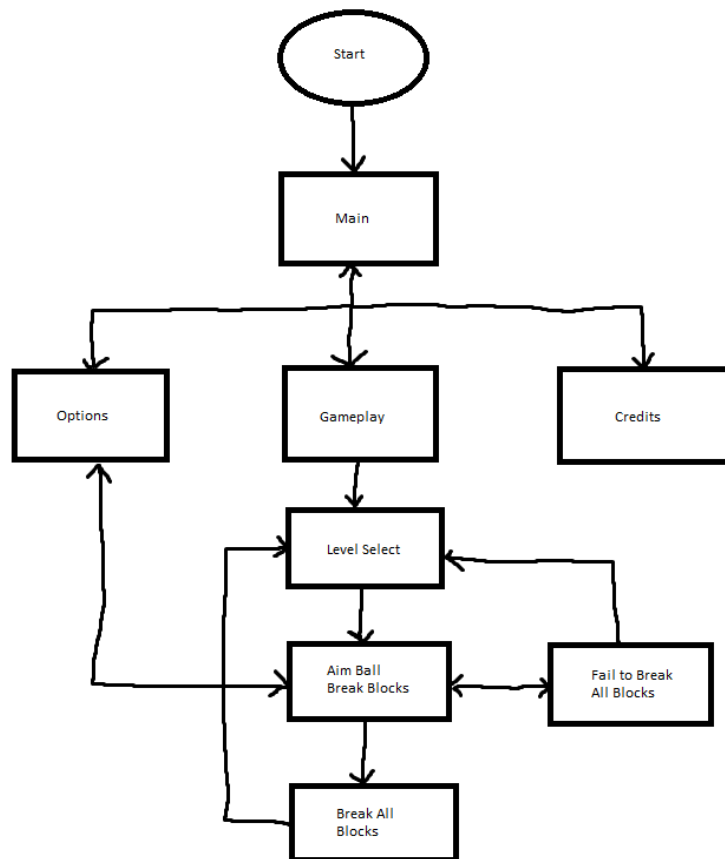 Start
Main
Options
Gameplay
Credits
Level Select
Aim Ball
Break Blocks
Fail to Break
All Blocks
Break All
Blocks